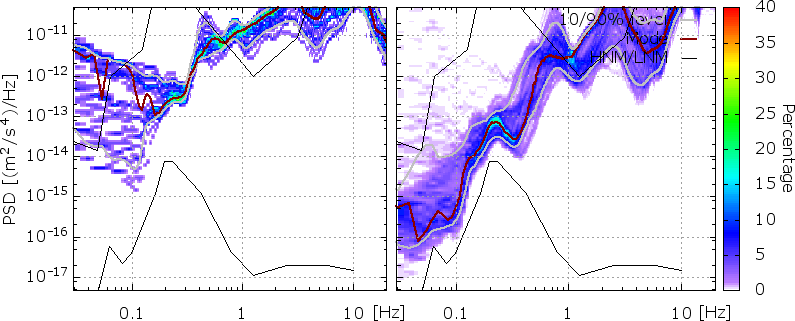 10/90% level
Mode
HNM/LNM
PSD [(m²/s⁴)/Hz]
10⁻¹¹
10⁻¹²
10⁻¹³
10⁻¹⁴
10⁻¹⁵
10⁻¹⁶
10⁻¹⁷
0.1 1 10 [Hz]
0.1 1 10 [Hz]
40
35
30
25
20
15
10
5
0
Percentage